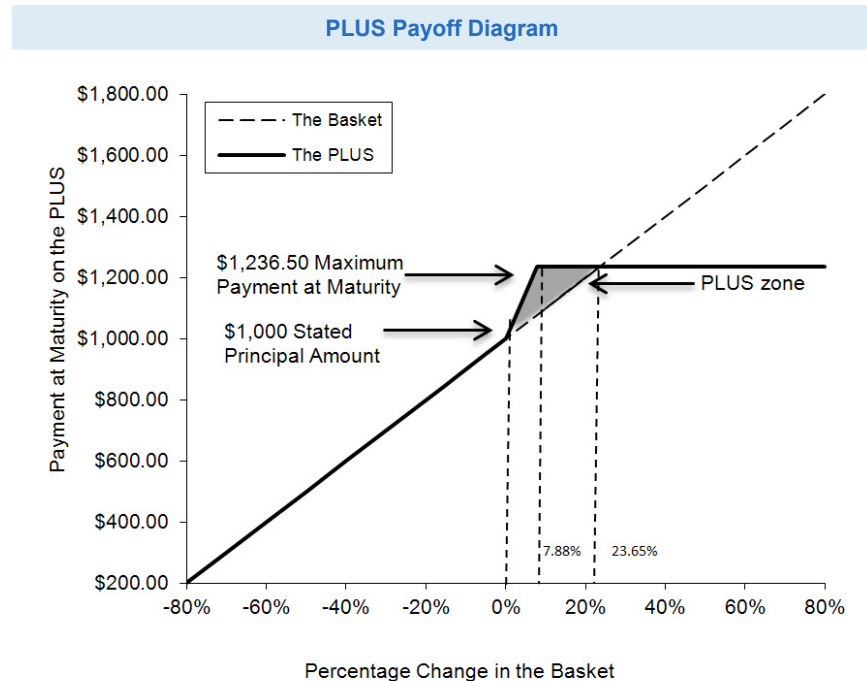 PLUS Payoff Diagram
$1,800.00
$1,600.00
$1,400.00
$1,200.00
$1,000.00
$800.00
$600.00
$400.00
$200.00
Payment at Maturity on the PLUS
The Basket
The PLUS
$1,236.50 Maximum
Payment at Maturity
PLUS zone
$1,000 Stated
Principal Amount
7.88%
23.65%
-80%
-60%
-40%
-20%
0%
20%
40%
60%
80%
Percentage Change in the Basket